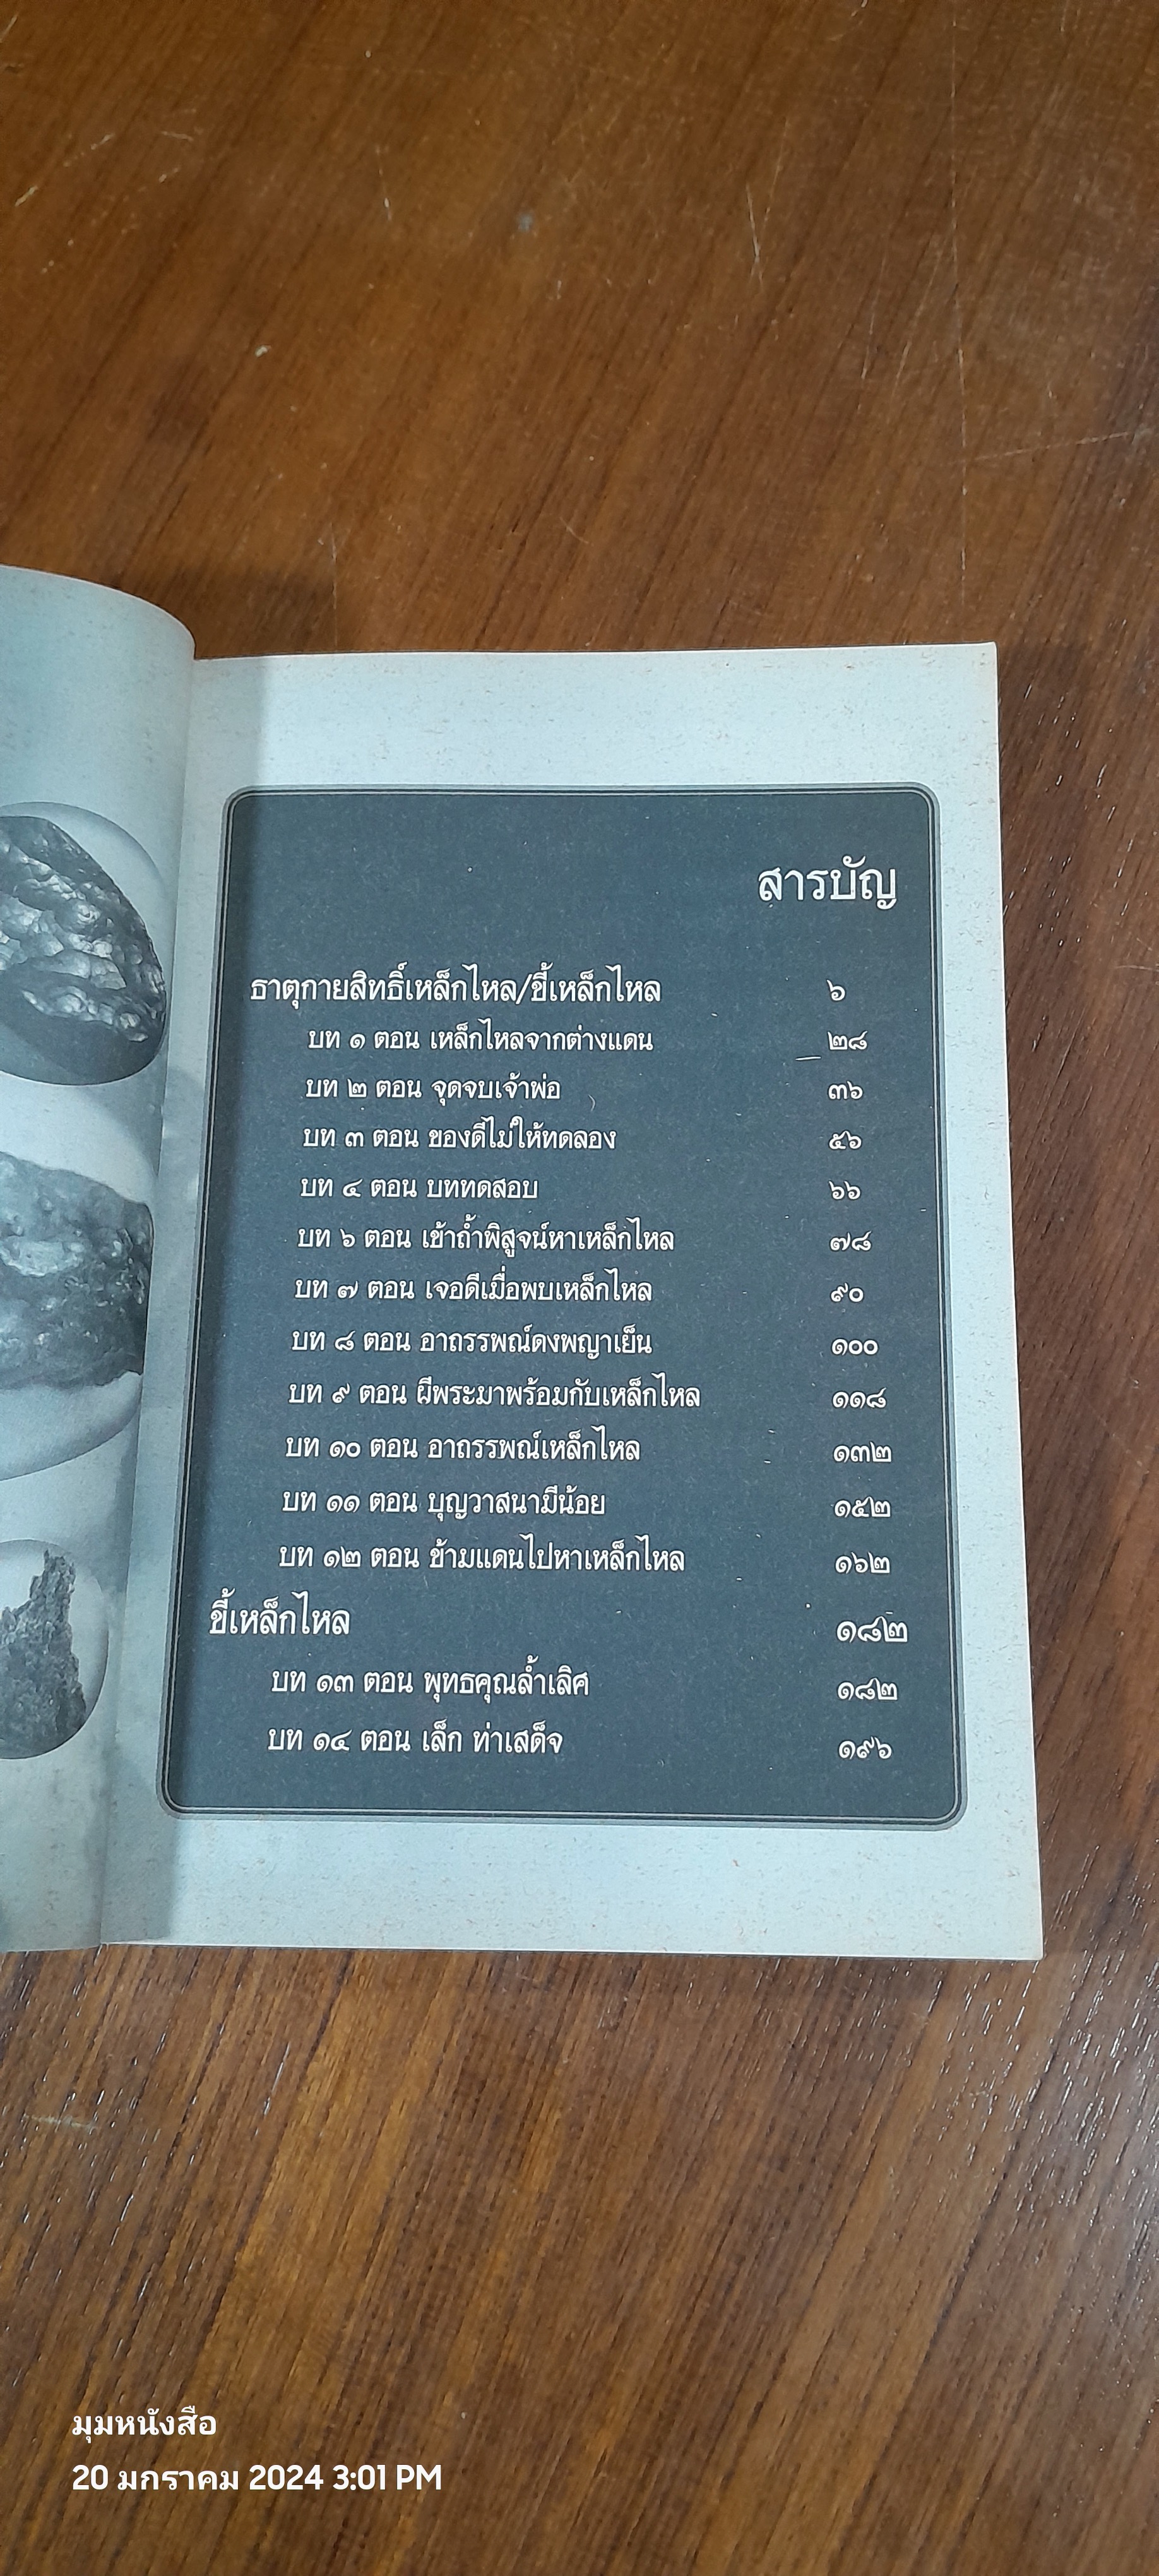 สารบัญ
ธาตุกายสิทธิ์เหล็กไหล/ขี้เหล็กไหล ๖
บท ๑ ตอน เหล็กไหลจากต่างแดน ๒๘
บท ๒ ตอน จุดจบเจ้าพ่อ ๓๖
บท ๓ ตอน ของดีไม่ให้ทดลอง ๕๖
บท ๔ ตอน บททดสอบ ๖๖
บท ๖ ตอน เข้าถ้ำพิสูจน์หาเหล็กไหล ๗๘
บท ๗ ตอน เจอดีเมื่อพบเหล็กไหล ๙๐
บท ๘ ตอน อาถรรพณ์ดงพญาเย็น ๑๐๐
บท ๙ ตอน ผีพระมาพร้อมกับเหล็กไหล ๑๑๘
บท ๑๐ ตอน อาถรรพณ์เหล็กไหล ๑๓๒
บท ๑๑ ตอน บุญวาสนามีน้อย ๑๕๒
บท ๑๒ ตอน ข้ามแดนไปหาเหล็กไหล ๑๖๒
ขี้เหล็กไหล ๑๘๒
บท ๑๓ ตอน พุทธคุณล้ำเลิศ ๑๘๒
บท ๑๔ ตอน เล็ก ท่าเสด็จ ๑๙๖
มุมหนังสือ
20 มกราคม 2024 3:01 PM